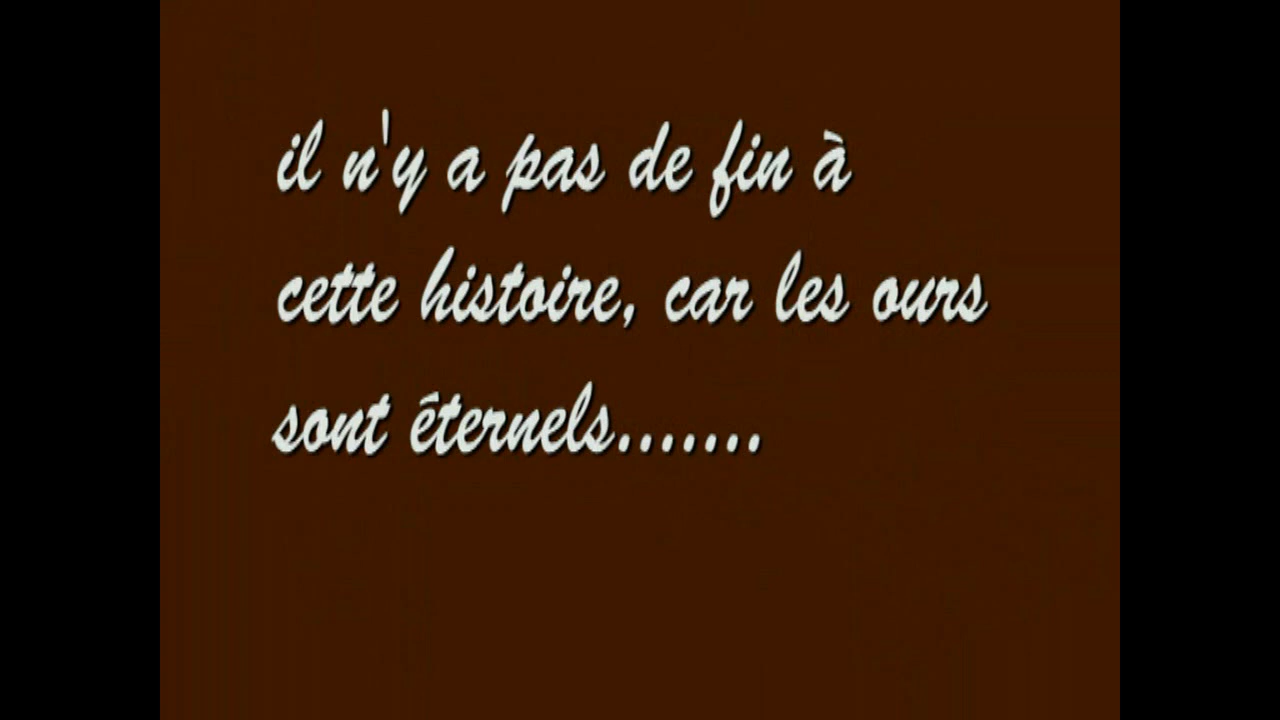 il n'y a pas de fin à
cette histoire, car les ours
sont éternels.......